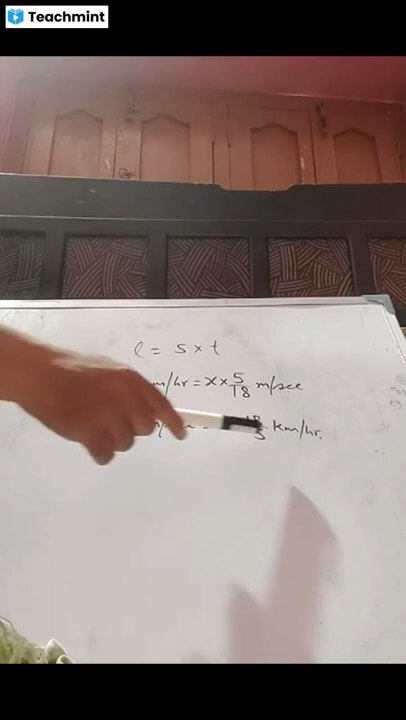 Teachmint
l = s × t
m/hr = x × 5/18 m/sec
km/hr.